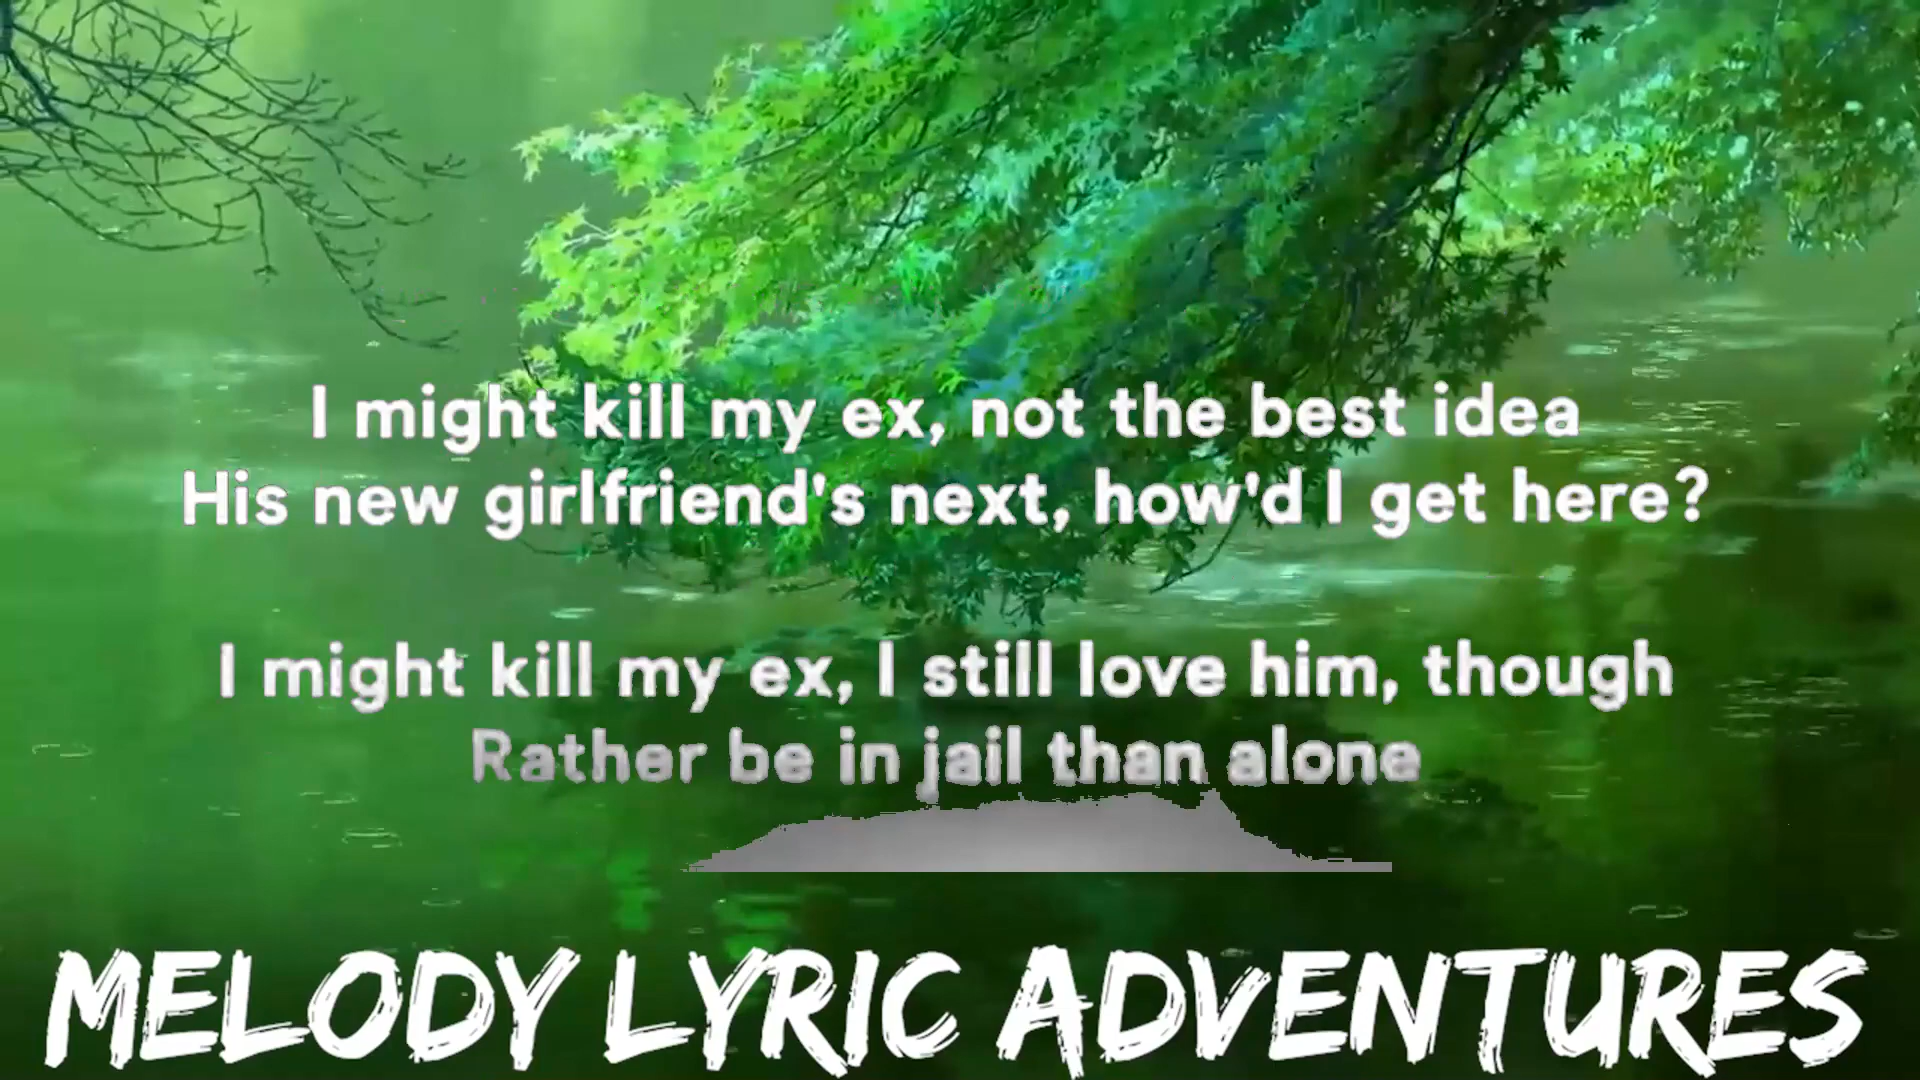 I might kill my ex, not the best idea
His new girlfriend's next, how'd I get here?
I might kill my ex, I still love him, though
Rather be in jail than alone
MELODY LYRIC ADVENTURES